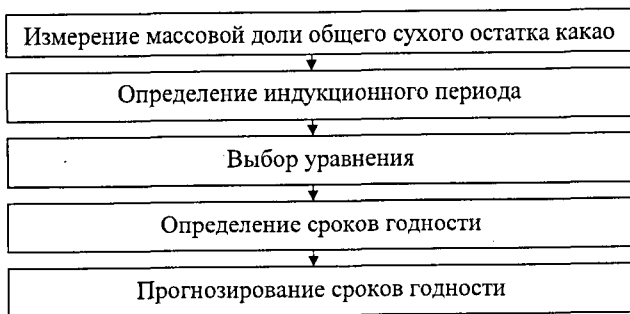 Измерение массовой доли общего сухого остатка какао
Определение индукционного периода
Выбор уравнения
Определение сроков годности
Прогнозирование сроков годности